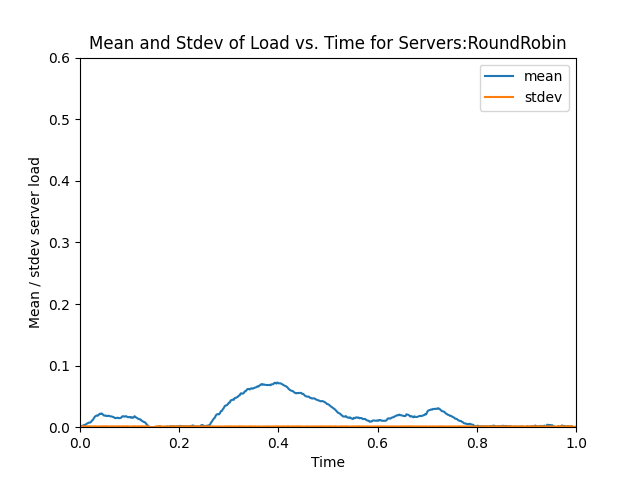 Mean and Stdev of Load vs. Time for Servers:RoundRobin
mean
stdev
Mean / stdev server load
0.6
0.5
0.4
0.3
0.2
0.1
0.0
0.0 0.2 0.4 0.6 0.8 1.0
Time